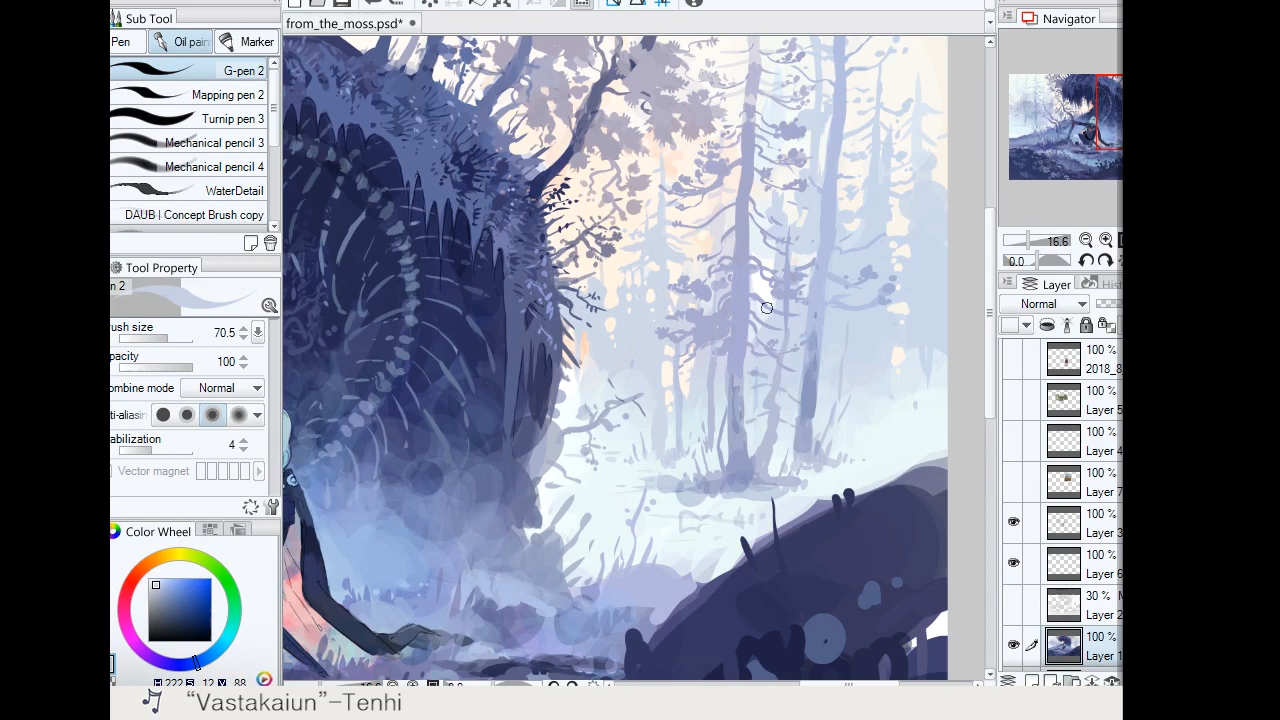 Sub Tool
Pen
Oil pain
Marker
G-pen 2
Mapping pen 2
Turnip pen 3
Mechanical pencil 3
Mechanical pencil 4
WaterDetail
DAUB | Concept Brush copy
Tool Property
n 2
rush size 70.5
pacity 100
ombine mode Normal
ti-aliasin
abilization 4
Vector magnet
Color Wheel
H 222 S 12 V 88
from_the_moss.psd*
Navigator
16.6
0.0
Layer
Hist
Normal
100 %
2018_8
100 %
Layer 5
100 %
Layer 4
100 %
Layer 7
100 %
Layer 3
100 %
Layer 6
30 %
Layer 2
100 %
Layer 1
"Vastakaiun"-Tenhi